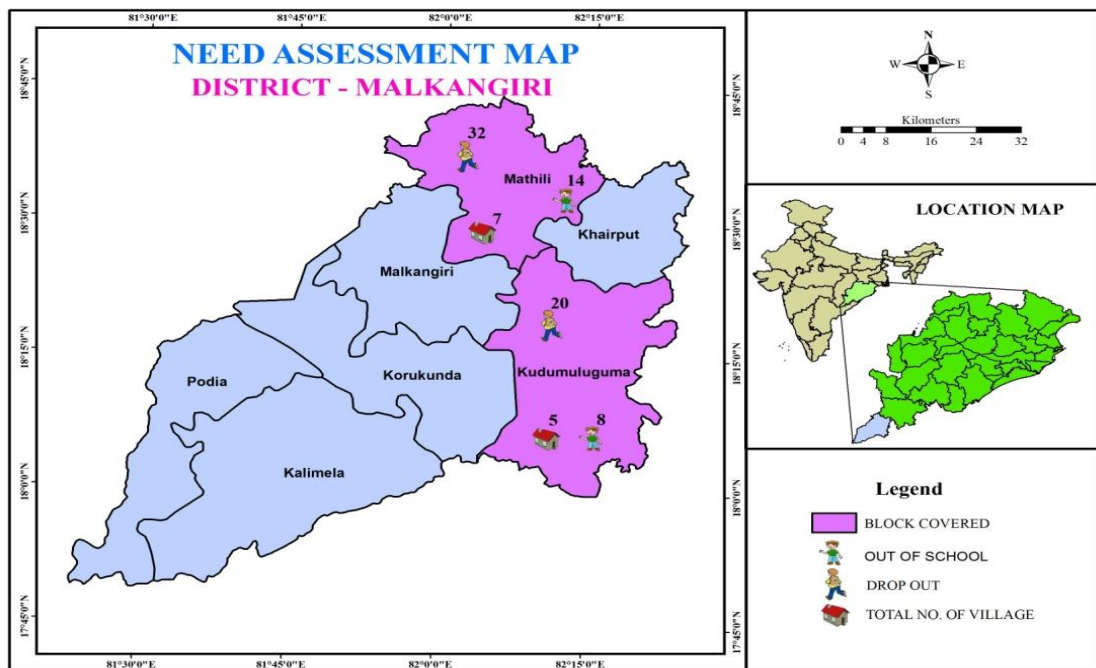 81°30'0"E 81°45'0"E 82°0'0"E 82°15'0"E
NEED ASSESSMENT MAP
DISTRICT - MALKANGIRI
18°45'0"N
18°45'0"N
32
Mathili
14
7
18°30'0"N
18°30'0"N
Khairput
Malkangiri
20
18°15'0"N
18°15'0"N
Podia
Korukunda
Kudumuluguma
5
8
Kalimela
18°0'0"N
18°0'0"N
17°45'0"N
17°45'0"N
81°30'0"E 81°45'0"E 82°0'0"E 82°15'0"E
N
W E
S
Kilometers
0 2 4 8 16 24 32
LOCATION MAP
Legend
BLOCK COVERED
OUT OF SCHOOL
DROP OUT
TOTAL NO. OF VILLAGE